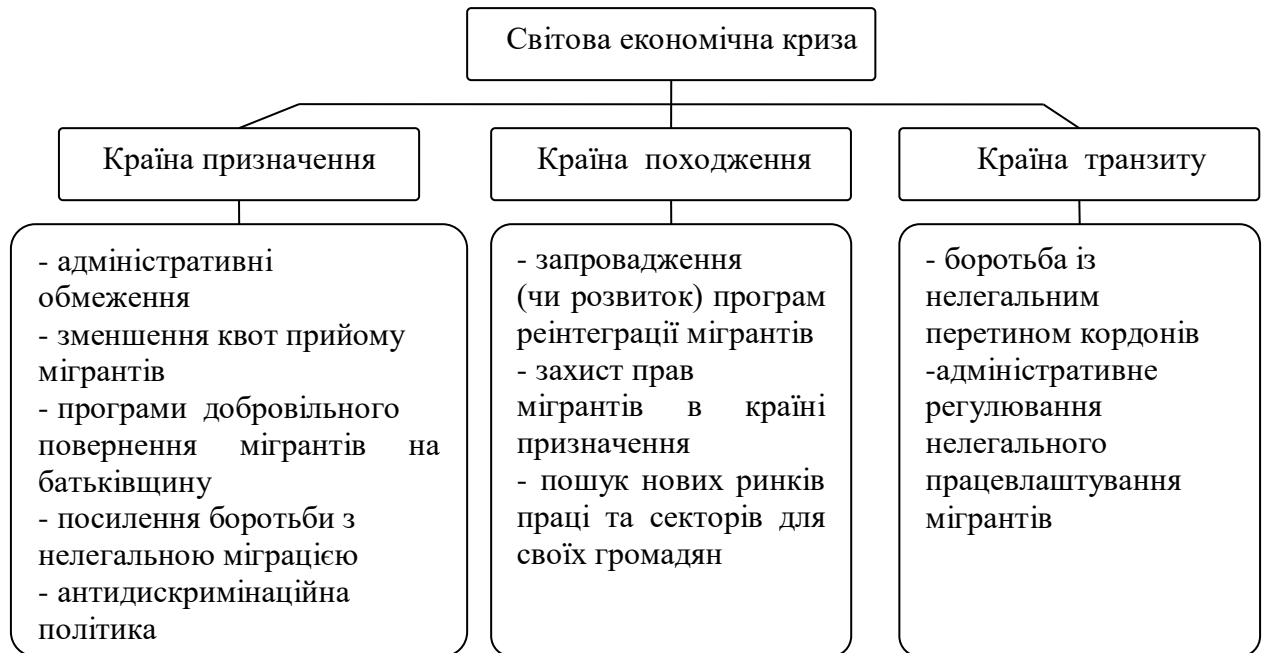 Світова економічна криза
Країна призначення
Країна походження
Країна транзиту
- адміністративні
обмеження
- зменшення квот прийому
мігрантів
- програми добровільного
повернення мігрантів на
батьківщину
- посилення боротьби з
нелегальною міграцією
- антидискримінаційна
політика
- запровадження
(чи розвиток) програм
реінтеграції мігрантів
- захист прав
мігрантів в країні
призначення
- пошук нових ринків
праці та секторів для
своїх громадян
- боротьба із
нелегальним
перетином кордонів
-адміністративне
регулювання
нелегального
працевлаштування
мігрантів